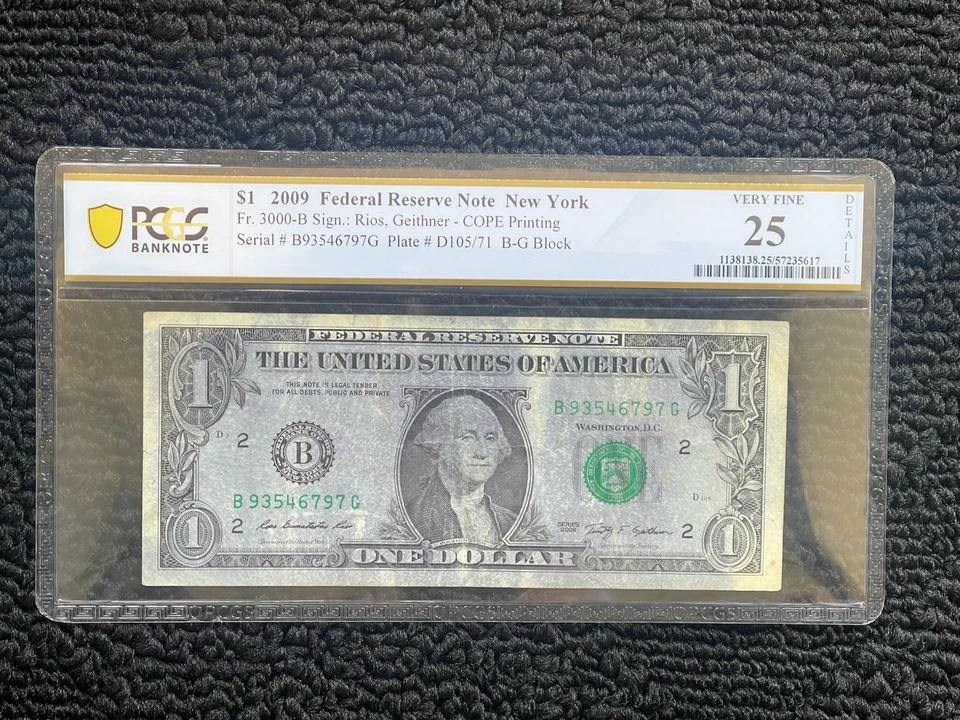 PCGS
BANKNOTE
$1 2009 Federal Reserve Note New York
Fr. 3000-B Sign.: Rios, Geithner - COPE Printing
Serial # B93546797G Plate # D105/71 B-G Block
VERY FINE
25
1138138.25/57235617
DETAILS
FEDERAL RESERVE NOTE
THE UNITED STATES OF AMERICA
1
1
THIS NOTE IS LEGAL TENDER
FOR ALL DEBTS, PUBLIC AND PRIVATE
B 93546797 G
WASHINGTON, D.C.
ONE
2
2
B
B 93546797 G
2
2
SERIES
2009
1
1
ONE DOLLAR